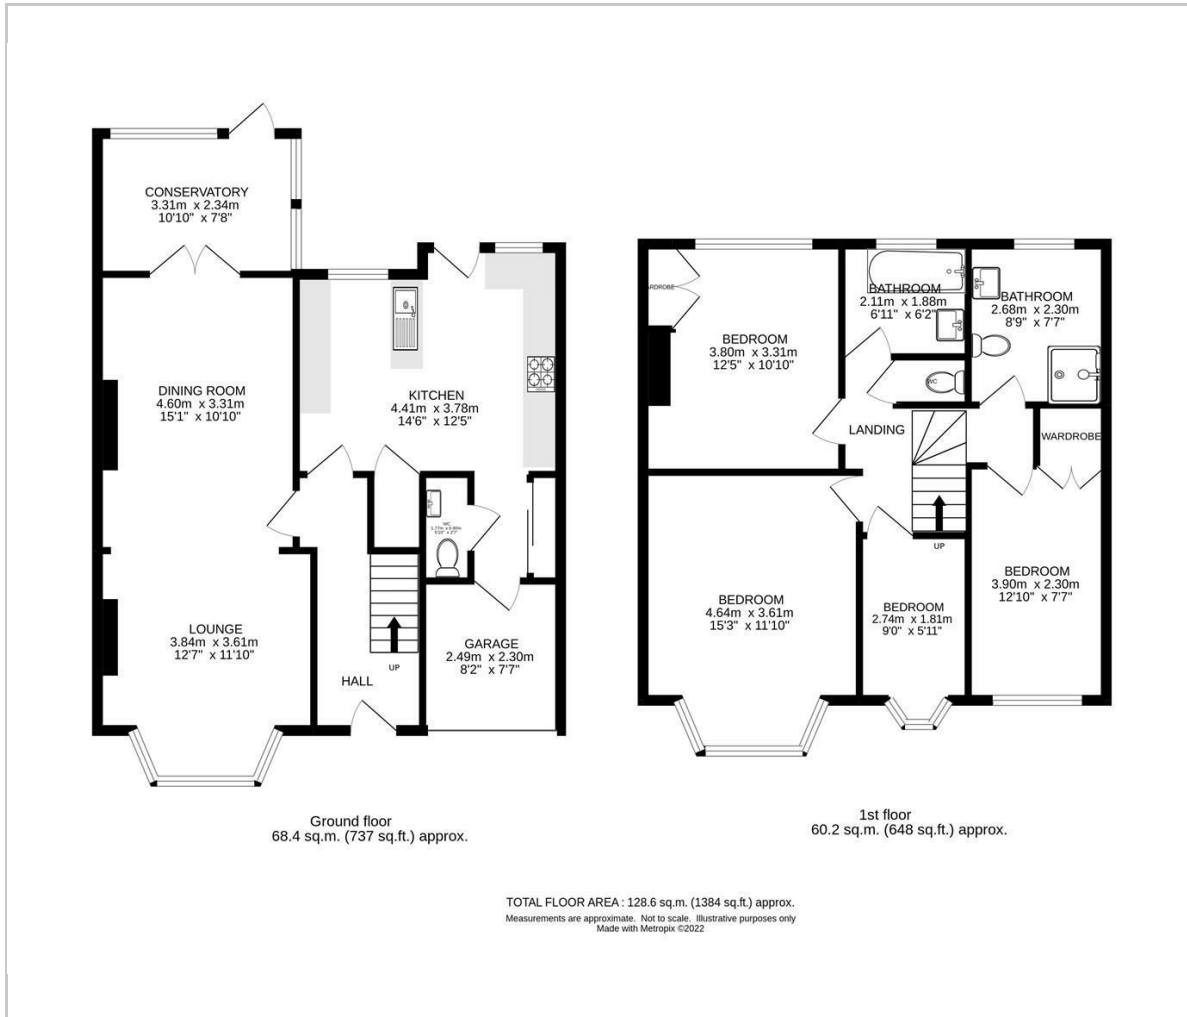 CONSERVATORY
3.31m x 2.34m
10'10" x 7'8"
DINING ROOM
4.60m x 3.31m
15'1" x 10'10"
KITCHEN
4.41m x 3.78m
14'6" x 12'5"
WC
LOUNGE
3.84m x 3.61m
12'7" x 11'10"
HALL
UP
GARAGE
2.49m x 2.30m
8'2" x 7'7"
Ground floor
68.4 sq.m. (737 sq.ft.) approx.
BEDROOM
3.80m x 3.31m
12'5" x 10'10"
BATHROOM
2.11m x 1.88m
6'11" x 6'2"
BATHROOM
2.68m x 2.30m
8'9" x 7'7"
WC
LANDING
WARDROBE
UP
BEDROOM
4.64m x 3.61m
15'3" x 11'10"
BEDROOM
2.74m x 1.81m
9'0" x 5'11"
BEDROOM
3.90m x 2.30m
12'10" x 7'7"
1st floor
60.2 sq.m. (648 sq.ft.) approx.
TOTAL FLOOR AREA : 128.6 sq.m. (1384 sq.ft.) approx.
Measurements are approximate. Not to scale. Illustrative purposes only
Made with Metropix ©2022